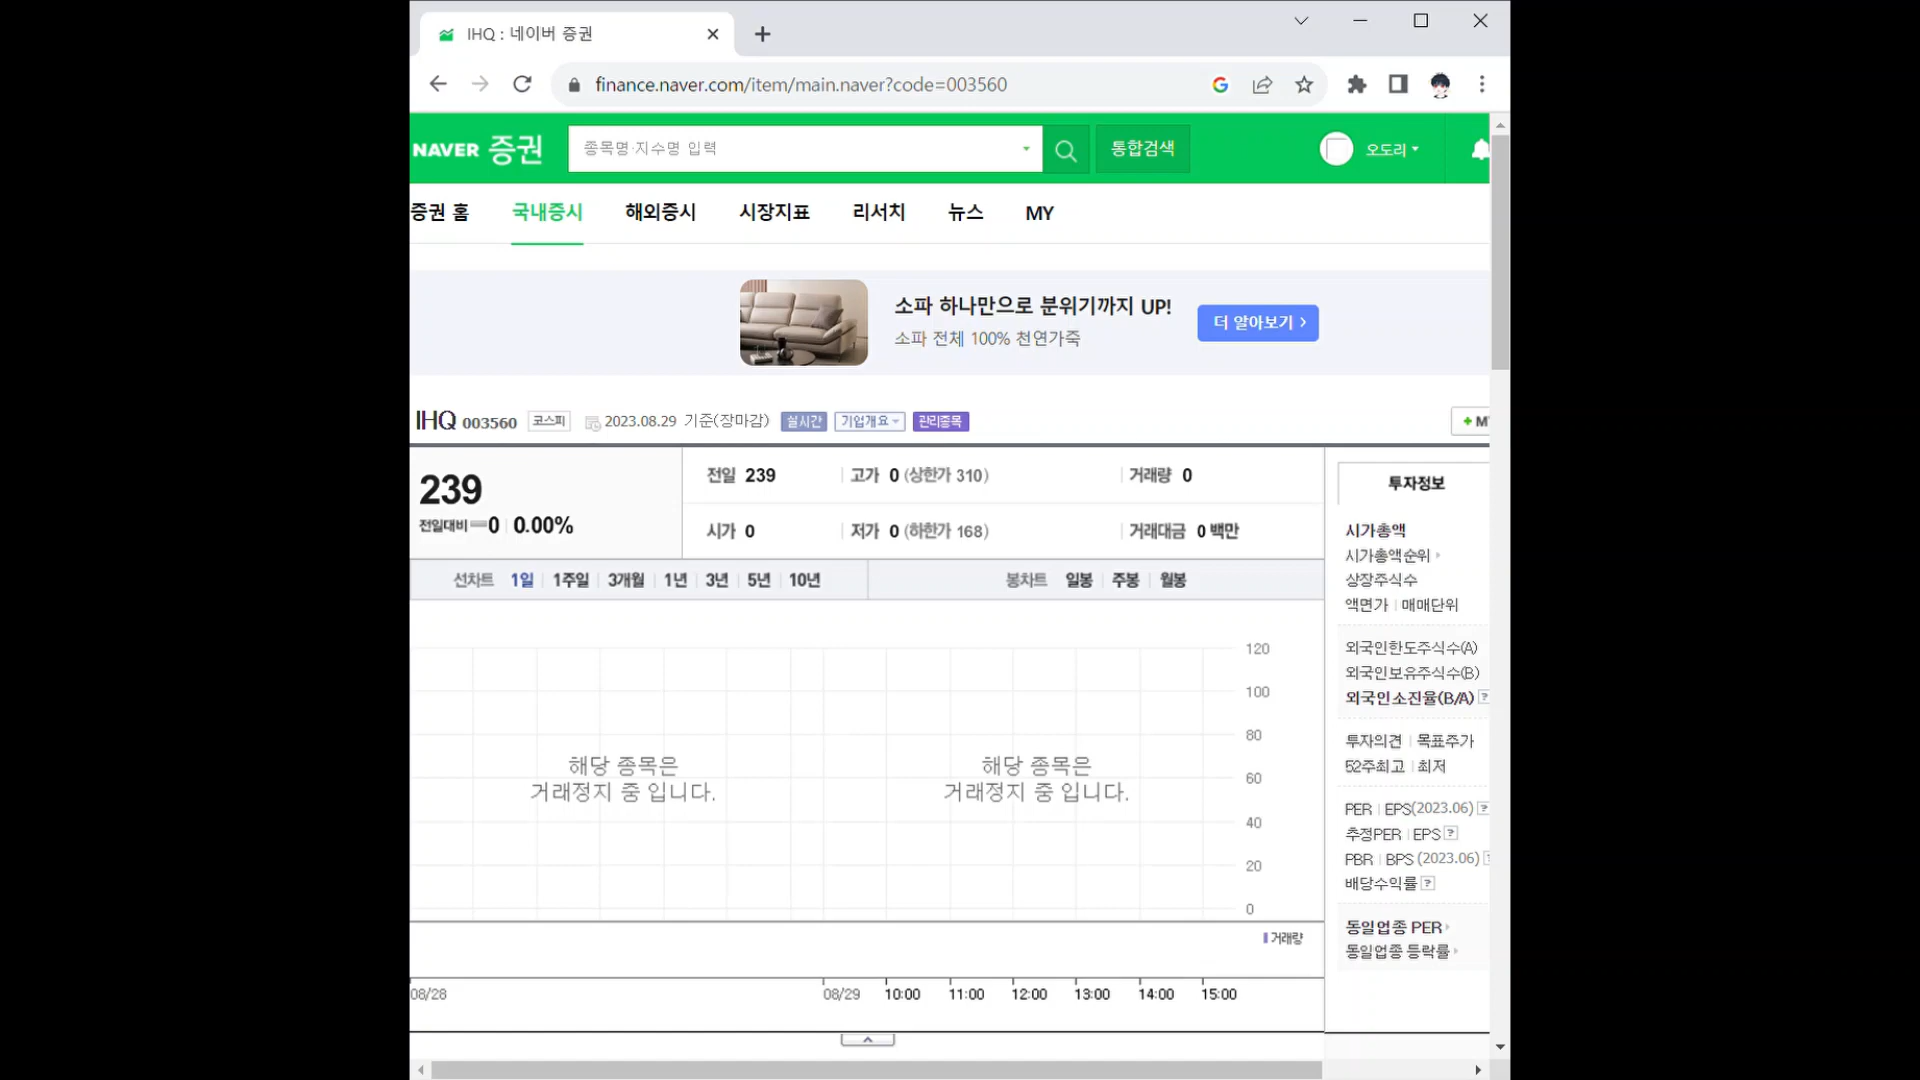 IHQ : 네이버 증권
finance.naver.com/item/main.naver?code=003560
NAVER 증권
종목명·지수명 입력
통합검색
오도리
증권 홈 국내증시 해외증시 시장지표 리서치 뉴스 MY
소파 하나만으로 분위기까지 UP!
소파 전체 100% 천연가죽
더 알아보기 >
IHQ 003560 코스피 2023.08.29 기준(장마감) 실시간 기업개요 관리종목
+ M
239
전일대비 0 0.00%
전일 239 고가 0 (상한가 310) 거래량 0
시가 0 저가 0 (하한가 168) 거래대금 0 백만
선차트 1일 1주일 3개월 1년 3년 5년 10년 봉차트 일봉 주봉 월봉
120
100
80
60
40
20
0
해당 종목은
거래정지 중 입니다.
해당 종목은
거래정지 중 입니다.
거래량
08/28 08/29 10:00 11:00 12:00 13:00 14:00 15:00
투자정보
시가총액
시가총액순위
상장주식수
액면가 | 매매단위
외국인한도주식수(A)
외국인보유주식수(B)
외국인소진율(B/A) ?
투자의견 | 목표주가
52주최고 | 최저
PER | EPS(2023.06) ?
추정PER | EPS ?
PBR | BPS (2023.06) ?
배당수익률 ?
동일업종 PER
동일업종 등락률